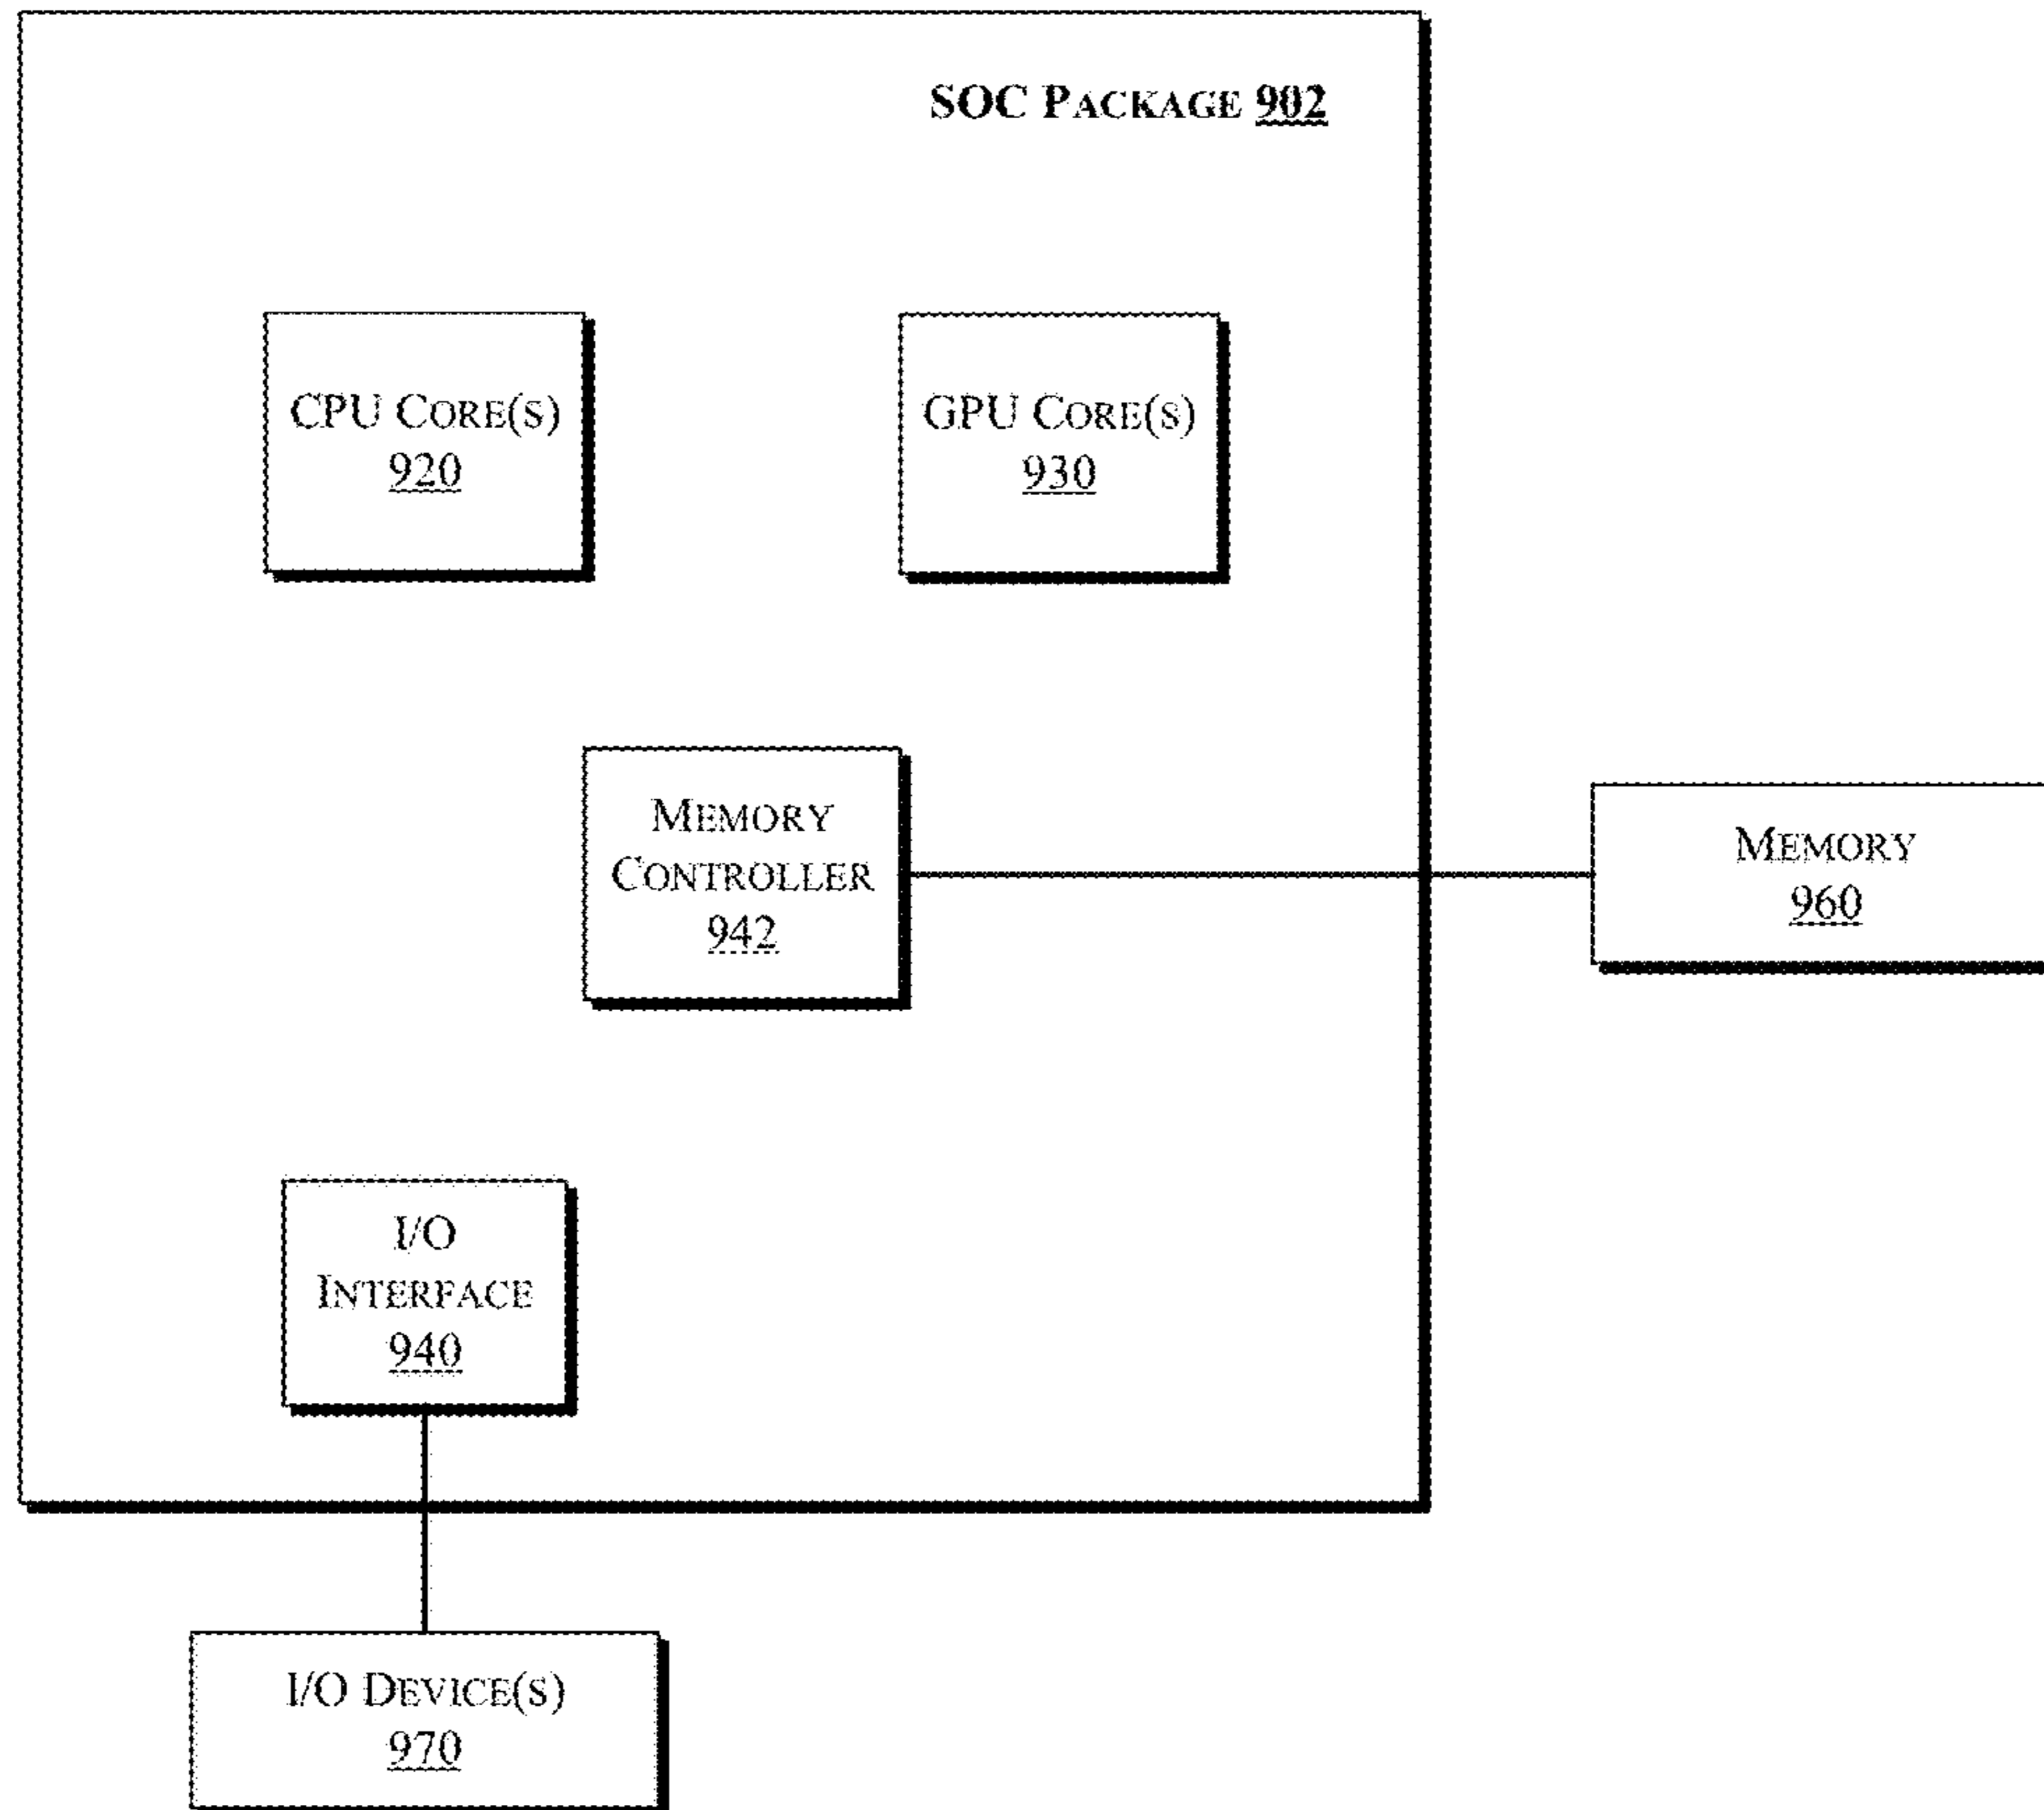 SOC PACKAGE 902
CPU CORE(S)
920
GPU CORE(S)
930
MEMORY
CONTROLLER
942
MEMORY
960
I/O
INTERFACE
940
I/O DEVICE(S)
970